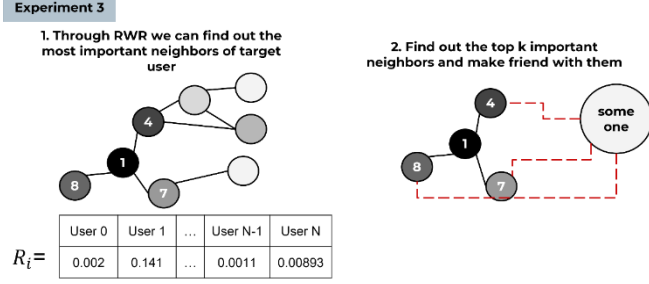 Experiment 3
1. Through RWR we can find out the
most important neighbors of target
user
4
1
8
7
User 0 User 1 ... User N-1 User N
Ri= 0.002 0.141 ... 0.0011 0.00893
2. Find out the top k important
neighbors and make friend with them
4
some
one
1
8
7